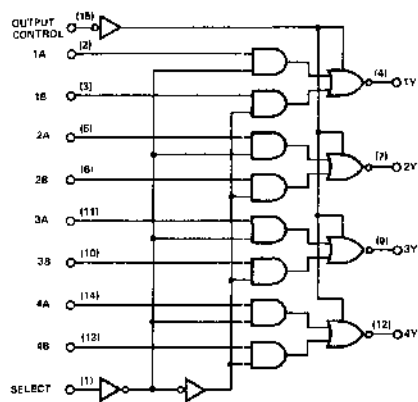 OUTPUT CONTROL (15)
1A (2)
(4) 1Y
1B (3)
2A (5)
(7) 2Y
2B (6)
3A (11)
(9) 3Y
3B (10)
4A (14)
(12) 4Y
4B (13)
SELECT (1)